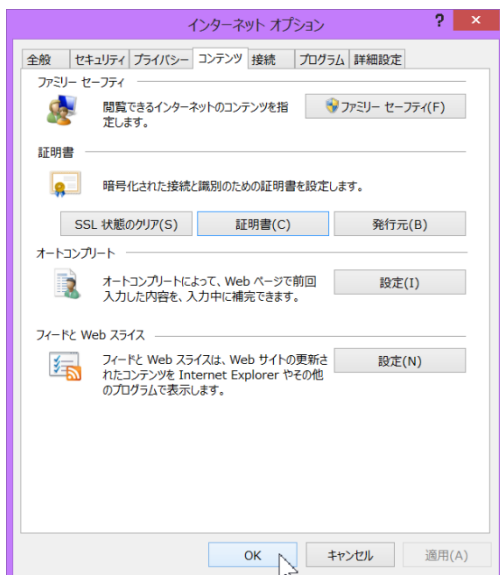 インターネット オプション ? ×
全般 セキュリティ プライバシー コンテンツ 接続 プログラム 詳細設定
ファミリー セーフティ
閲覧できるインターネットのコンテンツを指
定します。
ファミリー セーフティ(F)
証明書
暗号化された接続と識別のための証明書を設定します。
SSL 状態のクリア(S) 証明書(C) 発行元(B)
オートコンプリート
オートコンプリートによって、Web ページで前回
入力した内容を、入力中に補完できます。
設定(I)
フィードと Web スライス
フィードと Web スライスは、Web サイトの更新さ
れたコンテンツを Internet Explorer やその他
のプログラムで表示します。
設定(N)
OK キャンセル 適用(A)